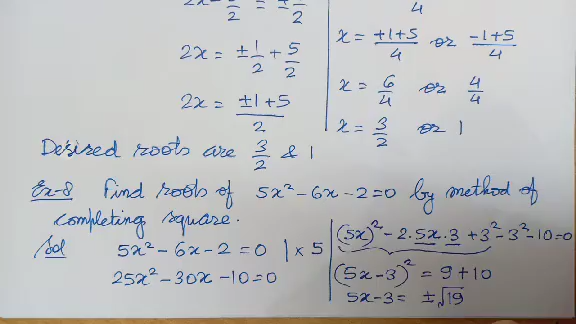 2x = ±1/2 + 5/2
2x = ±1+5/2
4
x = +1+5/4 or -1+5/4
x = 6/4 or 4/4
x = 3/2 or 1
Desired roots are 3/2 & 1
Ex-8 Find roots of 5x² - 6x - 2 = 0 by method of
completing square.
Sol 5x² - 6x - 2 = 0 | × 5
25x² - 30x - 10 = 0
(5x)² - 2.5x.3 + 3² - 3² - 10 = 0
(5x - 3)² = 9 + 10
5x - 3 = ±√19